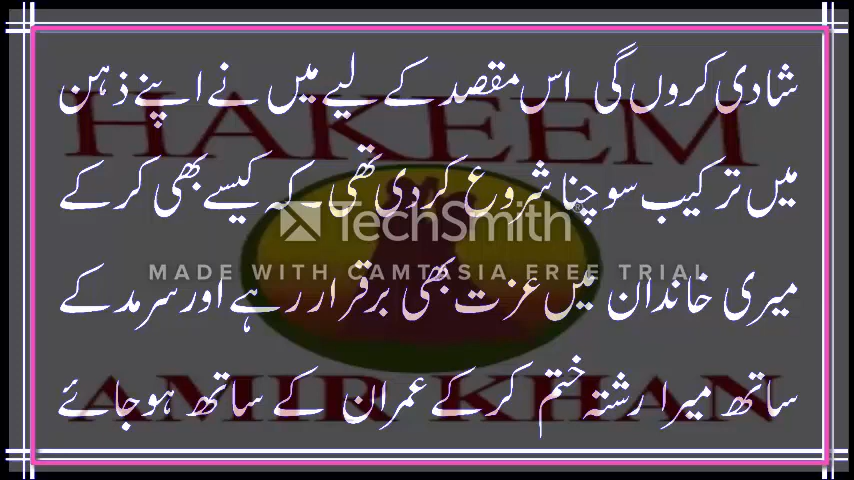 شادی کروں گی اس مقصد کے لیے میں نے اپنے ذہن
HAKEEM
میں ترکیب سوچنا شروع کر دی تھی۔ کہ کیسے بھی کر کے
TechSmith
MADE WITH CAMTASIA FREE TRIAL
میری خاندان میں عزت بھی برقرار رہے اور سرمد کے
AMIR KHAN
ساتھ میرا رشتہ ختم کر کے عمران کے ساتھ ہو جائے